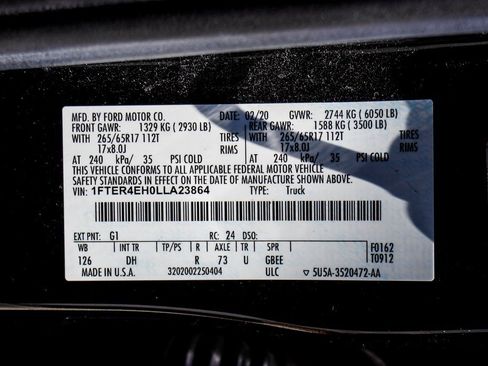 MFD. BY FORD MOTOR CO. DATE: 02/20 GVWR: 2744 KG ( 6050 LB)
FRONT GAWR: 1329 KG ( 2930 LB) REAR GAWR: 1588 KG ( 3500 LB)
WITH 265/65R17 112T TIRES WITH 265/65R17 112T TIRES
17x8.0J RIMS 17x8.0J RIMS
AT 240 kPa/ 35 PSI COLD AT 240 kPa/ 35 PSI COLD
THIS VEHICLE CONFORMS TO ALL APPLICABLE FEDERAL MOTOR VEHICLE
SAFETY STANDARDS IN EFFECT ON THE DATE OF MANUFACTURE SHOWN ABOVE.
VIN: 1FTER4EH0LLA23864 TYPE: Truck
EXT PNT: G1 RC: 24 DSO: F0162
WB INT TR TP/PS R AXLE TR SPR T0912
126 DH R 73 U GBEE
MADE IN U.S.A. 3202002250404 ULC ▽ 5U5A-3520472-AA